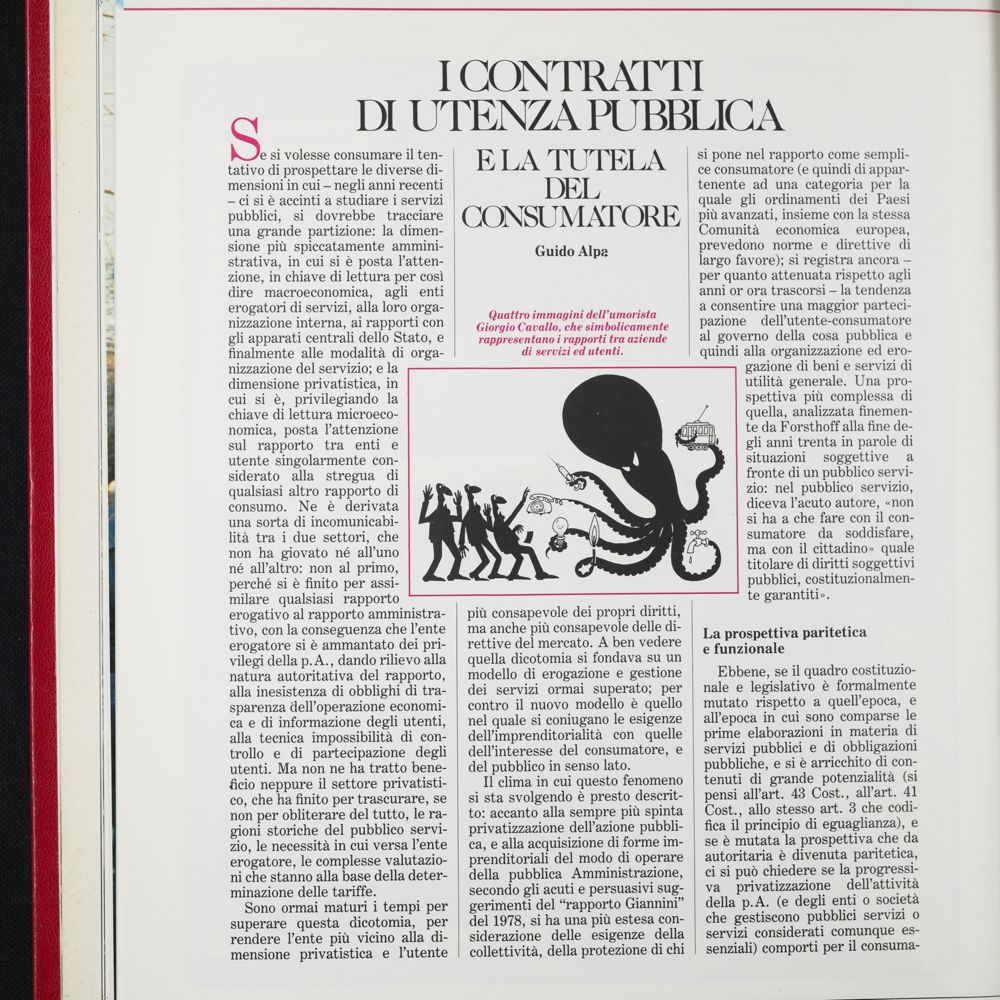 I CONTRATTI
DI UTENZA PUBBLICA
E LA TUTELA
DEL
CONSUMATORE
Guido Alpa
Quattro immagini dell'umorista
Giorgio Cavallo, che simbolicamente
rappresentano i rapporti tra aziende
di servizi ed utenti.
Se si volesse consumare il ten-
tativo di prospettare le diverse di-
mensioni in cui – negli anni recenti
– ci si è accinti a studiare i servizi
pubblici, si dovrebbe tracciare
una grande partizione: la dimen-
sione più spiccatamente ammini-
strativa, in cui si è posta l'atten-
zione, in chiave di lettura per così
dire macroeconomica, agli enti
erogatori di servizi, alla loro orga-
nizzazione interna, ai rapporti con
gli apparati centrali dello Stato, e
finalmente alle modalità di orga-
nizzazione del servizio; e la
dimensione privatistica, in
cui si è, privilegiando la
chiave di lettura microeco-
nomica, posta l'attenzione
sul rapporto tra enti e
utente singolarmente con-
siderato alla stregua di
qualsiasi altro rapporto di
consumo. Ne è derivata
una sorta di incomunicabi-
lità tra i due settori, che
non ha giovato né all'uno
né all'altro: non al primo,
perché si è finito per assi-
milare qualsiasi rapporto
erogativo al rapporto amministra-
tivo, con la conseguenza che l'ente
erogatore si è ammantato dei pri-
vilegi della p.A., dando rilievo alla
natura autoritativa del rapporto,
alla inesistenza di obblighi di tra-
sparenza dell'operazione economi-
ca e di informazione degli utenti,
alla tecnica impossibilità di con-
trollo e di partecipazione degli
utenti. Ma non ne ha tratto bene-
ficio neppure il settore privatisti-
co, che ha finito per trascurare, se
non per obliterare del tutto, le ra-
gioni storiche del pubblico servi-
zio, le necessità in cui versa l'ente
erogatore, le complesse valutazio-
ni che stanno alla base della deter-
minazione delle tariffe.
Sono ormai maturi i tempi per
superare questa dicotomia, per
rendere l'ente più vicino alla di-
mensione privatistica e l'utente
più consapevole dei propri diritti,
ma anche più consapevole delle di-
rettive del mercato. A ben vedere
quella dicotomia si fondava su un
modello di erogazione e gestione
dei servizi ormai superato; per
contro il nuovo modello è quello
nel quale si coniugano le esigenze
dell'imprenditorialità con quelle
dell'interesse del consumatore, e
del pubblico in senso lato.
Il clima in cui questo fenomeno
si sta svolgendo è presto descrit-
to: accanto alla sempre più spinta
privatizzazione dell'azione pubbli-
ca, e alla acquisizione di forme im-
prenditoriali del modo di operare
della pubblica Amministrazione,
secondo gli acuti e persuasivi sug-
gerimenti del "rapporto Giannini"
del 1978, si ha una più estesa con-
siderazione delle esigenze della
collettività, della protezione di chi
si pone nel rapporto come sempli-
ce consumatore (e quindi di appar-
tenente ad una categoria per la
quale gli ordinamenti dei Paesi
più avanzati, insieme con la stessa
Comunità economica europea,
prevedono norme e direttive di
largo favore); si registra ancora –
per quanto attenuata rispetto agli
anni or ora trascorsi – la tendenza
a consentire una maggior parteci-
pazione dell'utente-consumatore
al governo della cosa pubblica e
quindi alla organizzazione ed ero-
gazione di beni e servizi di
utilità generale. Una pro-
spettiva più complessa di
quella, analizzata finemen-
te da Forsthoff alla fine de-
gli anni trenta in parole di
situazioni soggettive a
fronte di un pubblico servi-
zio: nel pubblico servizio,
diceva l'acuto autore, «non
si ha a che fare con il con-
sumatore da soddisfare,
ma con il cittadino» quale
titolare di diritti soggettivi
pubblici, costituzionalmen-
te garantiti».
La prospettiva paritetica
e funzionale
Ebbene, se il quadro costituzio-
nale e legislativo è formalmente
mutato rispetto a quell'epoca, e
all'epoca in cui sono comparse le
prime elaborazioni in materia di
servizi pubblici e di obbligazioni
pubbliche, e si è arricchito di con-
tenuti di grande potenzialità (si
pensi all'art. 43 Cost., all'art. 41
Cost., allo stesso art. 3 che codi-
fica il principio di eguaglianza), e
se è mutata la prospettiva che da
autoritaria è divenuta paritetica,
ci si può chiedere se la progressi-
va privatizzazione dell'attività
della p.A. (e degli enti o società
che gestiscono pubblici servizi o
servizi considerati comunque es-
senziali) comporti per il consuma-